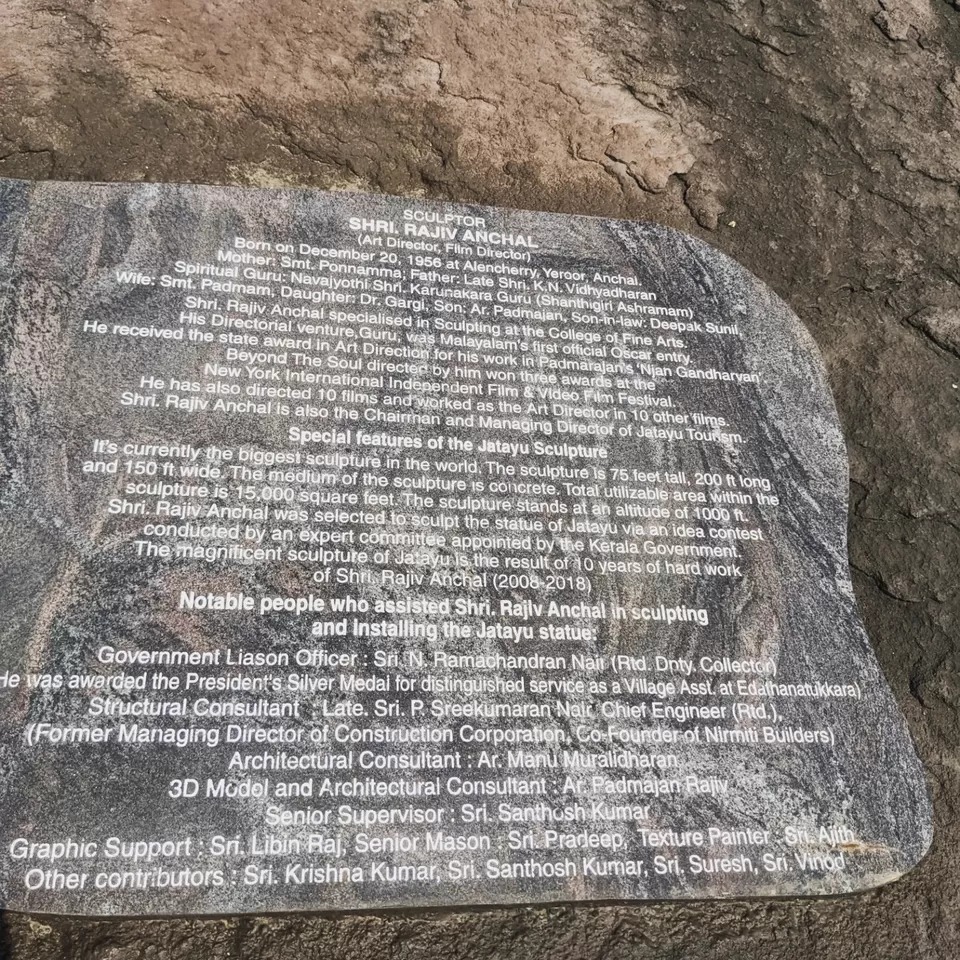 SCULPTOR
SHRI. RAJIV ANCHAL
(Art Director, Film Director)
Born on December 20, 1956 at Alencherry, Yeroor, Anchal.
Mother: Smt. Ponnamma; Father: Late Shri. K.N. Vidhyadharan
Spiritual Guru: Navajyothi Shri. Karunakara Guru (Shanthigiri Ashramam)
Wife: Smt. Padmam, Daughter: Dr. Gargi, Son: Ar. Padmajan, Son-in-law: Deepak Sunil,
Shri. Rajiv Anchal specialised in Sculpting at the College of Fine Arts.
His Directorial venture, Guru, was Malayalam's first official Oscar entry.
He received the state award in Art Direction for his work in Padmarajan's 'Njan Gandharvan'
Beyond The Soul directed by him won three awards at the
New York International Independent Film & Video Film Festival.
He has also directed 10 films and worked as the Art Director in 10 other films.
Shri. Rajiv Anchal is also the Chairman and Managing Director of Jatayu Tourism.
Special features of the Jatayu Sculpture
It's currently the biggest sculpture in the world. The sculpture is 75 feet tall, 200 ft long
and 150 ft wide. The medium of the sculpture is concrete. Total utilizable area within the
sculpture is 15,000 square feet. The sculpture stands at an altitude of 1000 ft.
Shri. Rajiv Anchal was selected to sculpt the statue of Jatayu via an idea contest
conducted by an expert committee appointed by the Kerala Government.
The magnificent sculpture of Jatayu is the result of 10 years of hard work
of Shri. Rajiv Anchal (2008-2018)
Notable people who assisted Shri. Rajiv Anchal in sculpting
and Installing the Jatayu statue:
Government Liason Officer : Sri. N. Ramachandran Nair (Rtd. Dnty. Collector)
He was awarded the President's Silver Medal for distinguished service as a Village Asst. at Edathanatukkara)
Structural Consultant Late. Sri. P. Sreekumaran Nair, Chief Engineer (Rtd.),
(Former Managing Director of Construction Corporation, Co-Founder of Nirmiti Builders)
Architectural Consultant : Ar. Manu Muralidharan
3D Model and Architectural Consultant : Ar. Padmajan Rajiv
Senior Supervisor : Sri. Santhosh Kumar
Graphic Support : Sri. Libin Raj, Senior Mason : Sri. Pradeep, Texture Painter : Sri. Ajith
Other contributors : Sri. Krishna Kumar, Sri. Santhosh Kumar, Sri. Suresh, Sri. Vinod